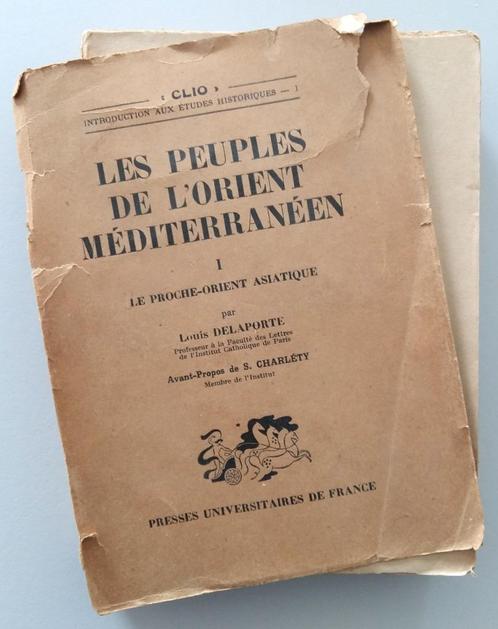 « CLIO »
INTRODUCTION AUX ÉTUDES HISTORIQUES — 1
LES PEUPLES
DE L'ORIENT
MÉDITERRANÉEN
I
LE PROCHE-ORIENT ASIATIQUE
par
Louis DELAPORTE
Professeur à la Faculté des Lettres
de l'Institut Catholique de Paris
Avant-Propos de S. CHARLÉTY
Membre de l'Institut
PRESSES UNIVERSITAIRES DE FRANCE